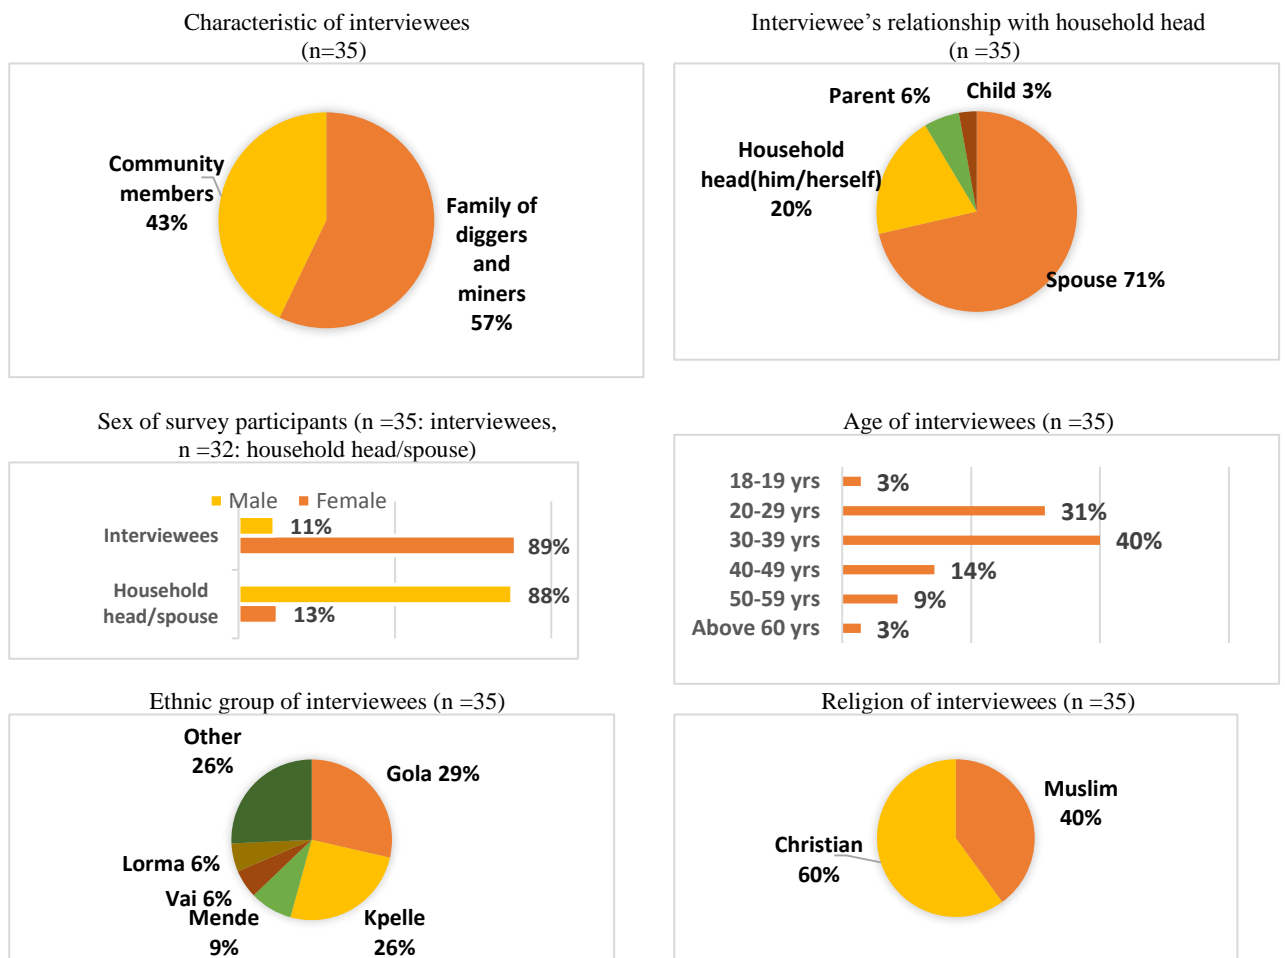 Characteristic of interviewees
(n=35)
Community
members
43%
Family of
diggers
and
miners
57%
Interviewee’s relationship with household head
(n =35)
Parent 6%
Child 3%
Household
head(him/herself)
20%
Spouse 71%
Sex of survey participants (n =35: interviewees,
n =32: household head/spouse)
Male Female
Interviewees
11%
89%
Household
head/spouse
88%
13%
Age of interviewees (n =35)
18-19 yrs 3%
20-29 yrs 31%
30-39 yrs 40%
40-49 yrs 14%
50-59 yrs 9%
Above 60 yrs 3%
Ethnic group of interviewees (n =35)
Other
26%
Gola 29%
Lorma 6%
Vai 6%
Mende
9%
Kpelle
26%
Religion of interviewees (n =35)
Muslim
40%
Christian
60%